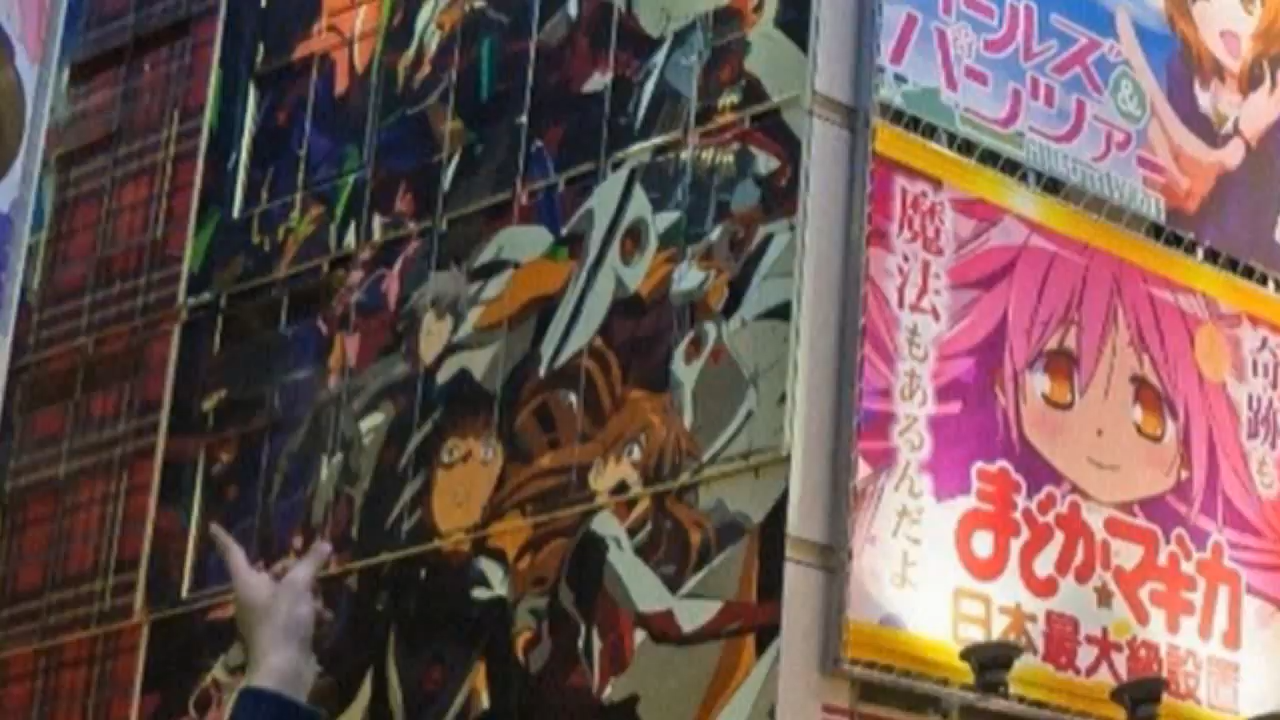 ガールズ
&
パンツァー
奇跡も
魔法もあるんだよ
まどか★マギカ
日本最大級設置